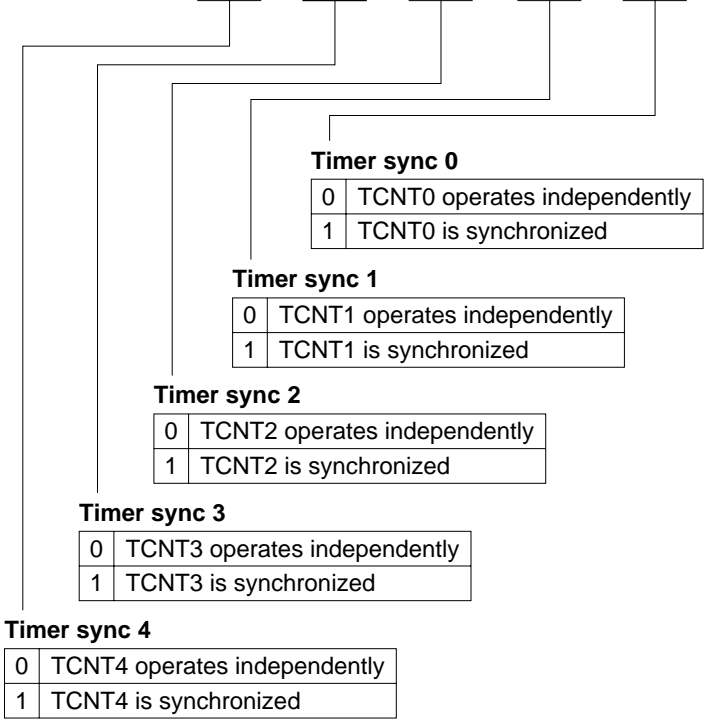 Timer sync 0
0 TCNT0 operates independently
1 TCNT0 is synchronized
Timer sync 1
0 TCNT1 operates independently
1 TCNT1 is synchronized
Timer sync 2
0 TCNT2 operates independently
1 TCNT2 is synchronized
Timer sync 3
0 TCNT3 operates independently
1 TCNT3 is synchronized
Timer sync 4
0 TCNT4 operates independently
1 TCNT4 is synchronized